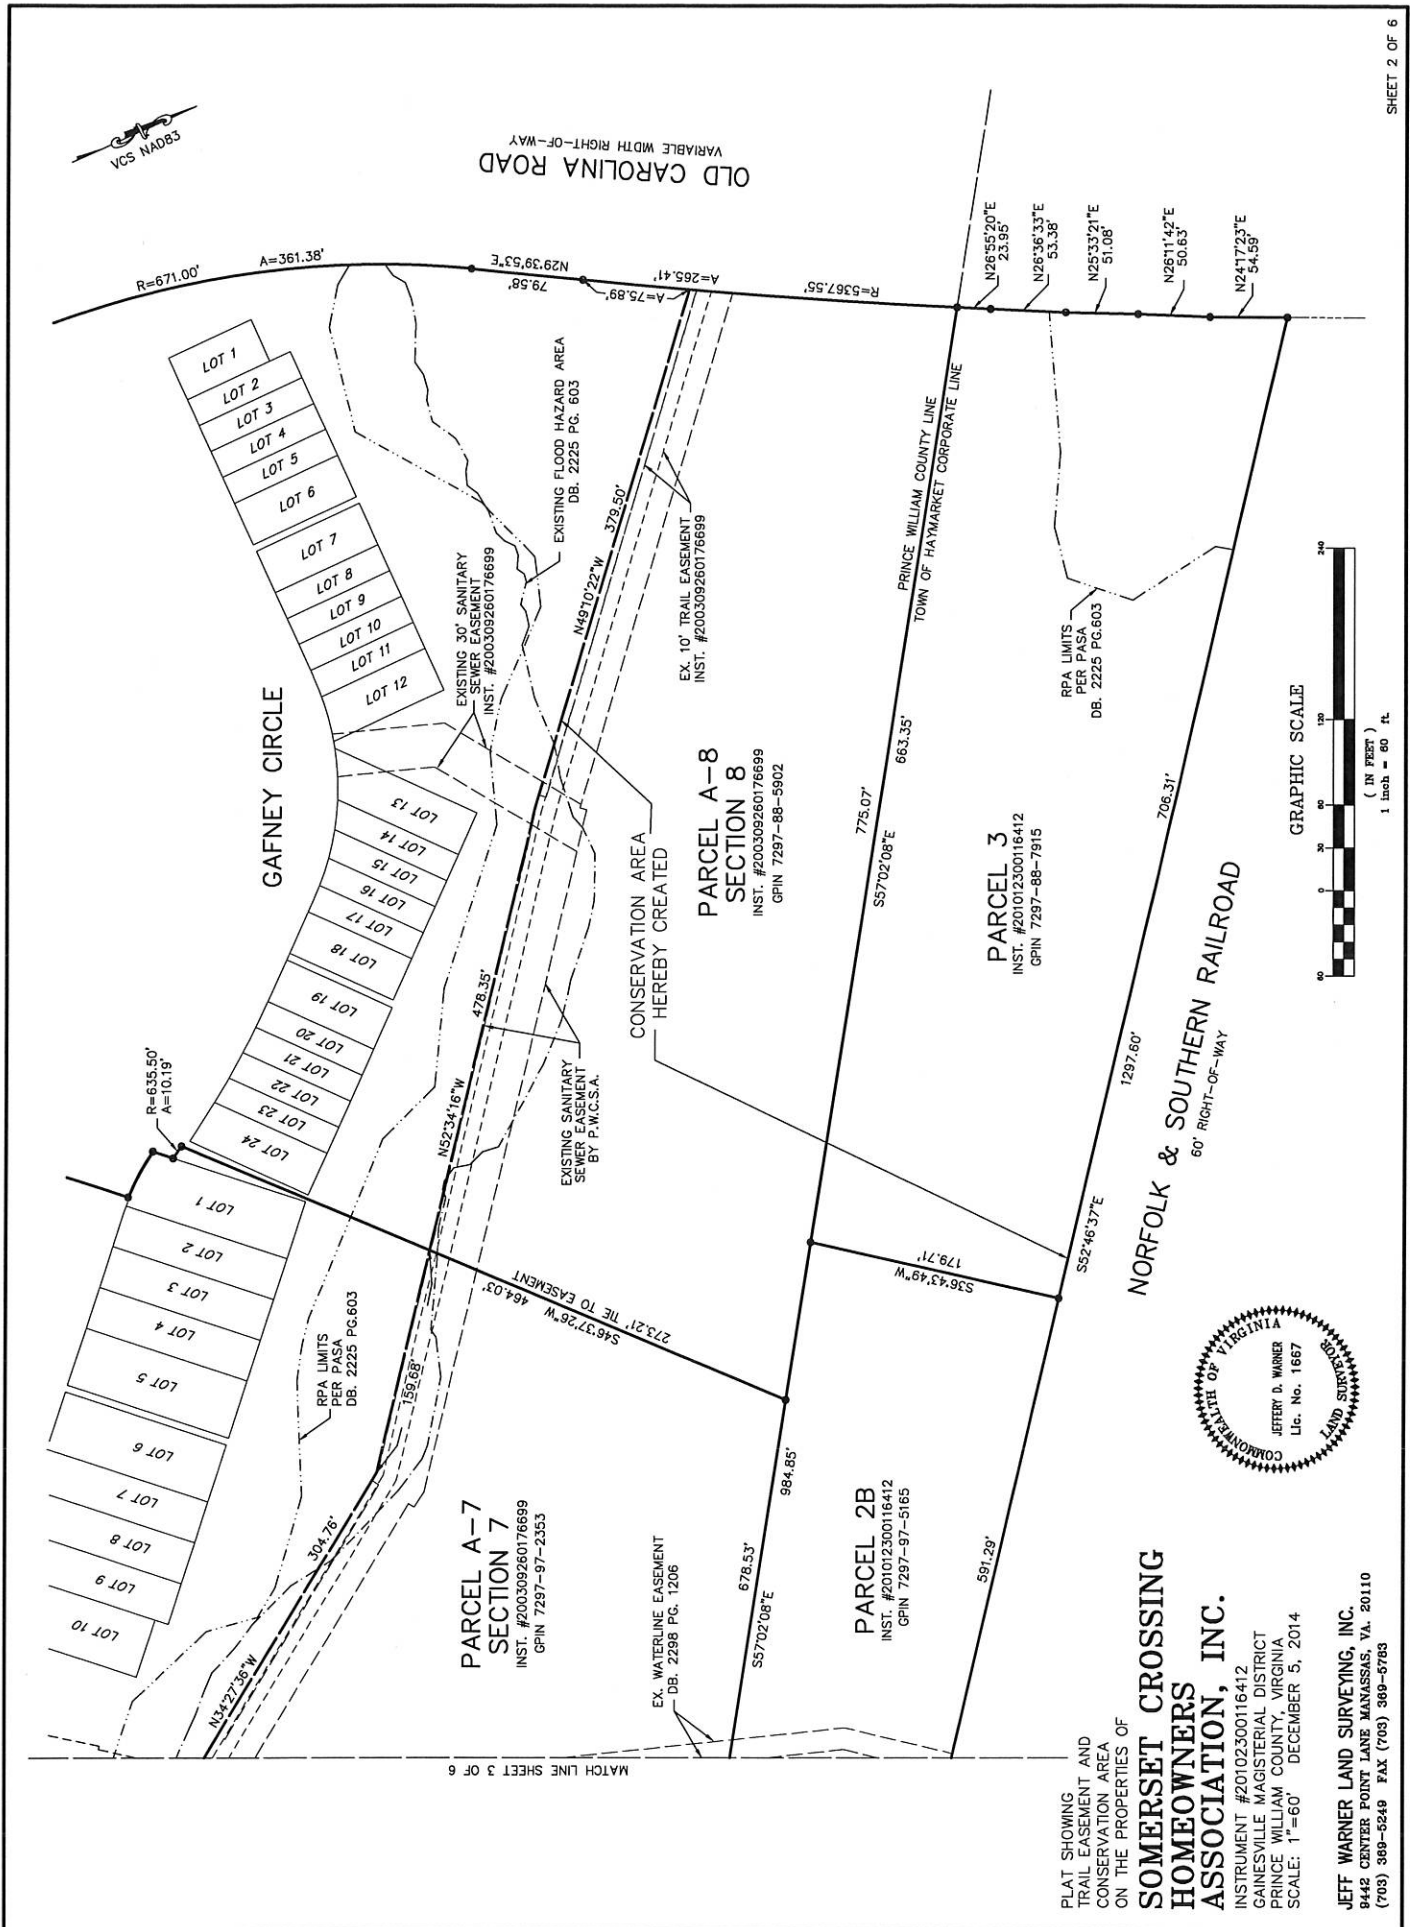 SHEET 2 OF 6
VCS NAD83
OLD CAROLINA ROAD
VARIABLE WIDTH RIGHT-OF-WAY
R=671.00'
A=361.38'
N29°39'53"E
79.58'
A=75.89'
A=265.41'
R=5367.55'
N26°55'20"E
23.95'
N26°36'33"E
53.38'
N25°33'21"E
51.08'
N26°11'42"E
50.63'
N24°17'23"E
54.59'
LOT 1
LOT 2
LOT 3
LOT 4
LOT 5
LOT 6
LOT 7
LOT 8
LOT 9
LOT 10
LOT 11
LOT 12
GAFNEY CIRCLE
LOT 13
LOT 14
LOT 15
LOT 16
LOT 17
LOT 18
LOT 19
LOT 20
LOT 21
LOT 22
LOT 23
LOT 24
R=635.50'
A=10.19'
LOT 1
LOT 2
LOT 3
LOT 4
LOT 5
LOT 6
LOT 7
LOT 8
LOT 9
LOT 10
EXISTING FLOOD HAZARD AREA
DB. 2225 PG. 603
EXISTING 30' SANITARY
SEWER EASEMENT
INST. #200309260176699
N49°10'22"W
379.50'
EX. 10' TRAIL EASEMENT
INST. #200309260176699
PRINCE WILLIAM COUNTY LINE
TOWN OF HAYMARKET CORPORATE LINE
RPA LIMITS
PER PASA
DB. 2225 PG.603
CONSERVATION AREA
HEREBY CREATED
PARCEL A-8
SECTION 8
INST. #200309260176699
GPIN 7297-88-5902
663.35'
775.07'
S57°02'08"E
PARCEL 3
INST. #201012300116412
GPIN 7297-88-7915
706.31'
1297.60'
S52°46'37"E
NORFOLK & SOUTHERN RAILROAD
60' RIGHT-OF-WAY
478.35'
N52°34'16"W
EXISTING SANITARY
SEWER EASEMENT
BY P.W.C.S.A.
RPA LIMITS
PER PASA
DB. 2225 PG.603
159.68'
S46°37'26"W
464.03'
273.21' TIE TO EASEMENT
S36°43'49"W
179.71'
304.76'
N34°27'36"W
PARCEL A-7
SECTION 7
INST. #200309260176699
GPIN 7297-97-2353
EX. WATERLINE EASEMENT
DB. 2298 PG. 1206
984.85'
678.53'
S57°02'08"E
PARCEL 2B
INST. #201012300116412
GPIN 7297-97-5165
591.29'
MATCH LINE SHEET 3 OF 6
GRAPHIC SCALE
60 0 30 60 120 240
( IN FEET )
1 inch = 60 ft.
COMMONWEALTH OF VIRGINIA
JEFFERY D. WARNER
Lic. No. 1667
LAND SURVEYOR
PLAT SHOWING
TRAIL EASEMENT AND
CONSERVATION AREA
ON THE PROPERTIES OF
SOMERSET CROSSING
HOMEOWNERS
ASSOCIATION, INC.
INSTRUMENT #20102300116412
GAINESVILLE MAGISTERIAL DISTRICT
PRINCE WILLIAM COUNTY, VIRGINIA
SCALE: 1"=60' DECEMBER 5, 2014
JEFF WARNER LAND SURVEYING, INC.
9442 CENTER POINT LANE MANASSAS, VA. 20110
(703) 369-5249 FAX (703) 369-5783